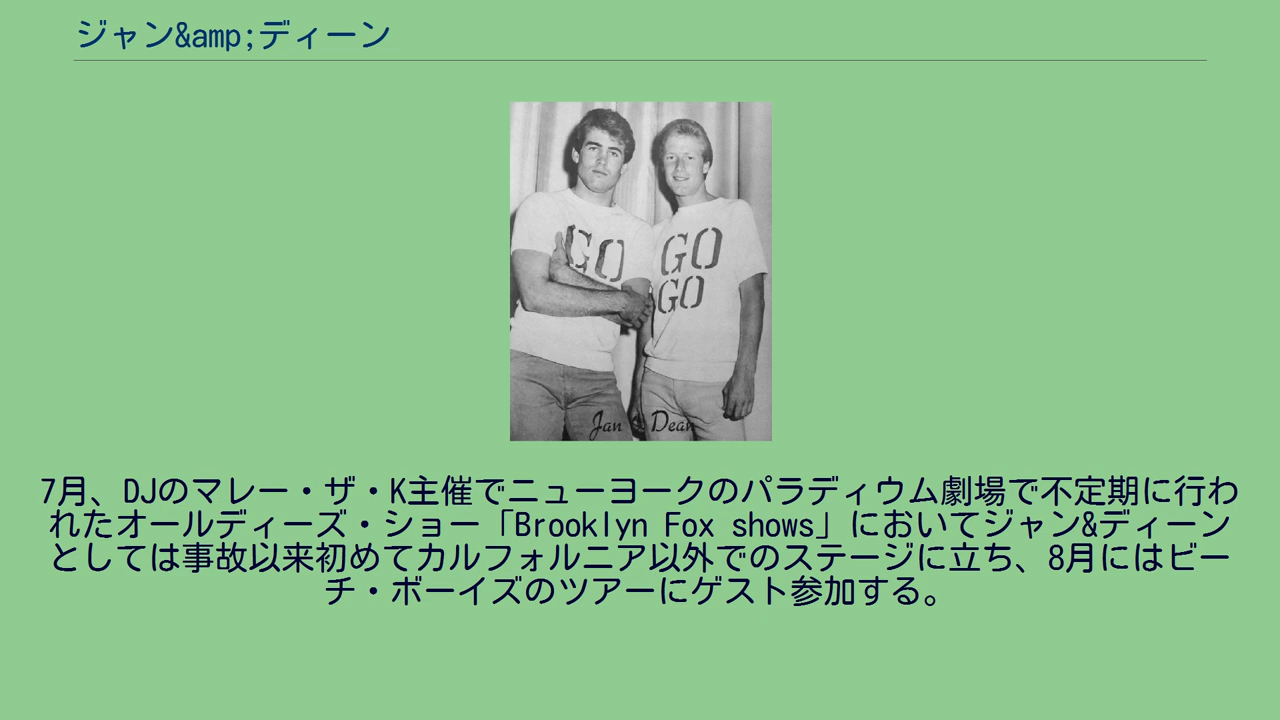 ジャン&amp;ディーン
GO GO
GO
Jan & Dean
7月、DJのマレー・ザ・K主催でニューヨークのパラディウム劇場で不定期に行わ
れたオールディーズ・ショー「Brooklyn Fox shows」においてジャン&ディーン
としては事故以来初めてカルフォルニア以外でのステージに立ち、8月にはビー
チ・ボーイズのツアーにゲスト参加する。